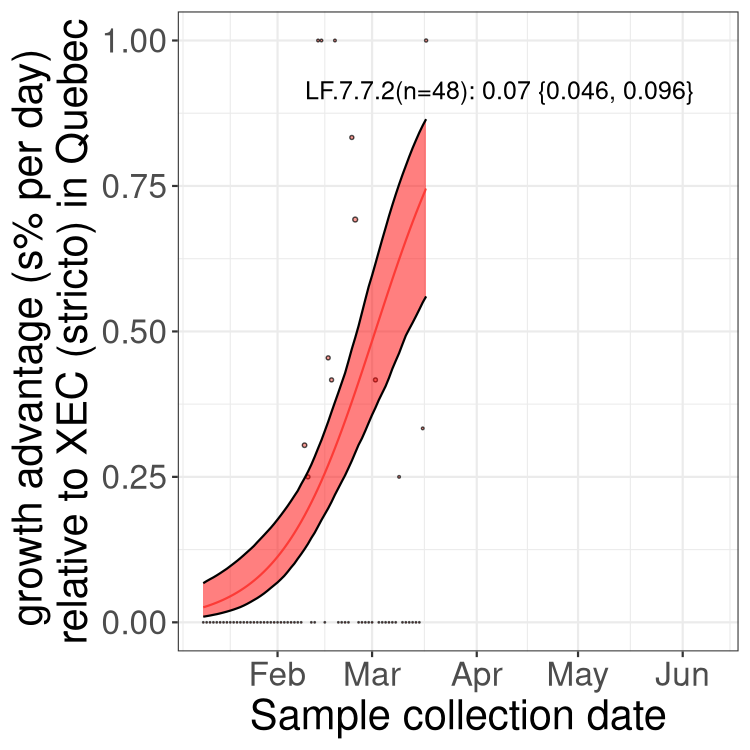 growth advantage (s% per day)
relative to XEC (stricto) in Quebec
1.00
0.75
0.50
0.25
0.00
LF.7.7.2(n=48): 0.07 {0.046, 0.096}
Feb Mar Apr May Jun
Sample collection date